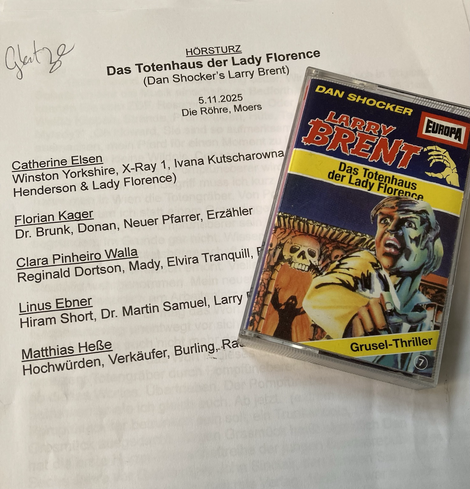 Glatze
HÖRSTURZ
Das Totenhaus der Lady Florence
(Dan Shocker's Larry Brent)
5.11.2025
Die Röhre, Moers
Catherine Elsen
Winston Yorkshire, X-Ray 1, Ivana Kutscharowna
Henderson & Lady Florence)
Florian Kager
Dr. Brunk, Donan, Neuer Pfarrer, Erzähler
Clara Pinheiro Walla
Reginald Dortson, Mady, Elvira Tranquill,
Linus Ebner
Hiram Short, Dr. Martin Samuel, Larry
Matthias Heße
Hochwürden, Verkäufer, Burling,
DAN SHOCKER
EUROPA
LARRY
BRENT
Das Totenhaus
der Lady Florence
Grusel-Thriller
7